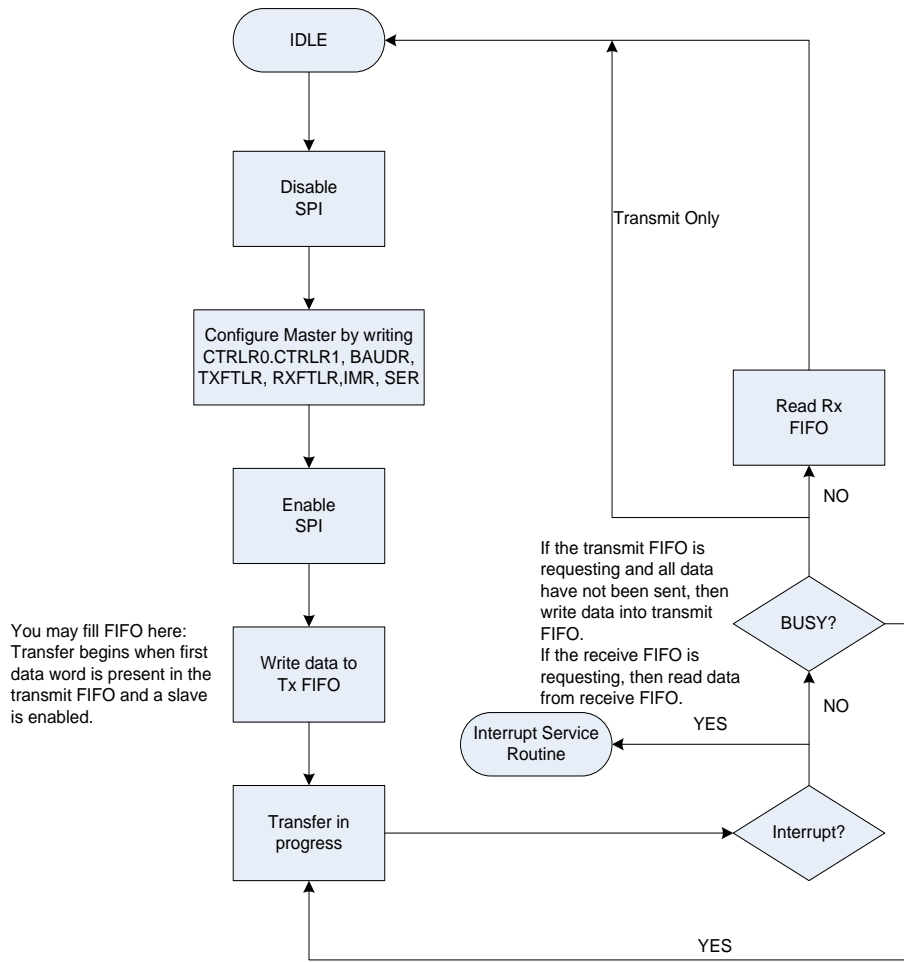 IDLE
Disable
SPI
Transmit Only
Configure Master by writing
CTRLR0.CTRLR1, BAUDR,
TXFTLR, RXFTLR,IMR, SER
Read Rx
FIFO
Enable
SPI
NO
If the transmit FIFO is
requesting and all data
have not been sent, then
write data into transmit
FIFO.
If the receive FIFO is
requesting, then read data
from receive FIFO.
BUSY?
You may fill FIFO here:
Transfer begins when first
data word is present in the
transmit FIFO and a slave
is enabled.
Write data to
Tx FIFO
NO
YES
Interrupt Service
Routine
Transfer in
progress
Interrupt?
YES